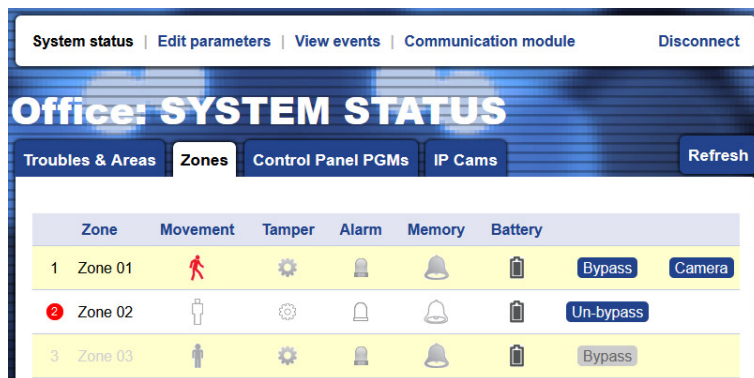 System status | Edit parameters | View events | Communication module Disconnect
Office: SYSTEM STATUS
Troubles & Areas Zones Control Panel PGMs IP Cams Refresh
Zone Movement Tamper Alarm Memory Battery
1 Zone 01 Bypass Camera
2 Zone 02 Un-bypass
3 Zone 03 Bypass